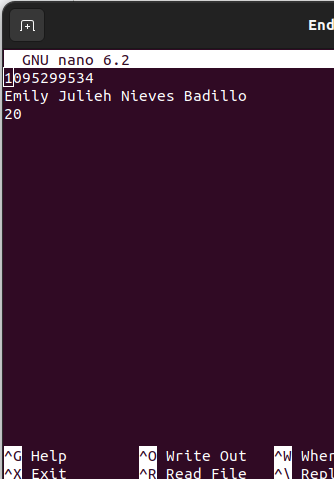 End
GNU nano 6.2
1095299534
Emily Julieh Nieves Badillo
20
^G Help ^O Write Out ^W Wher
^X Exit ^R Read File ^\ Repl